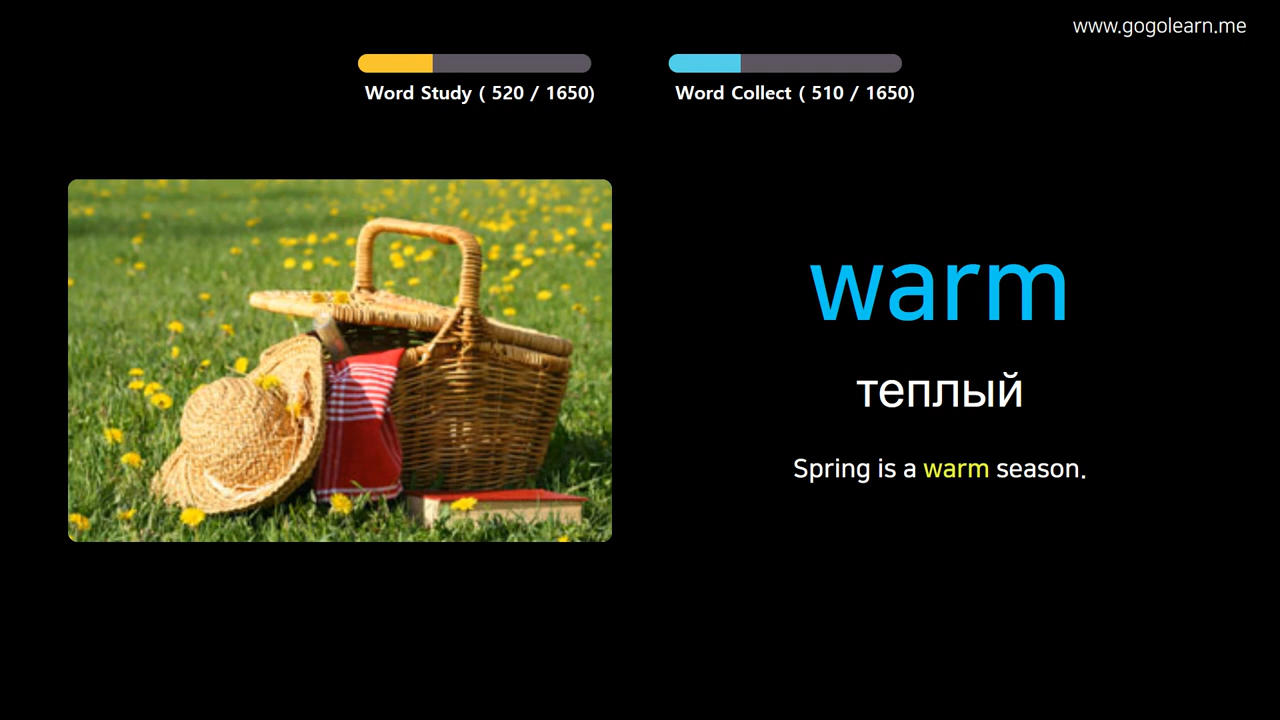 www.gogolearn.me
Word Study ( 520 / 1650)
Word Collect ( 510 / 1650)
warm
теплый
Spring is a warm season.